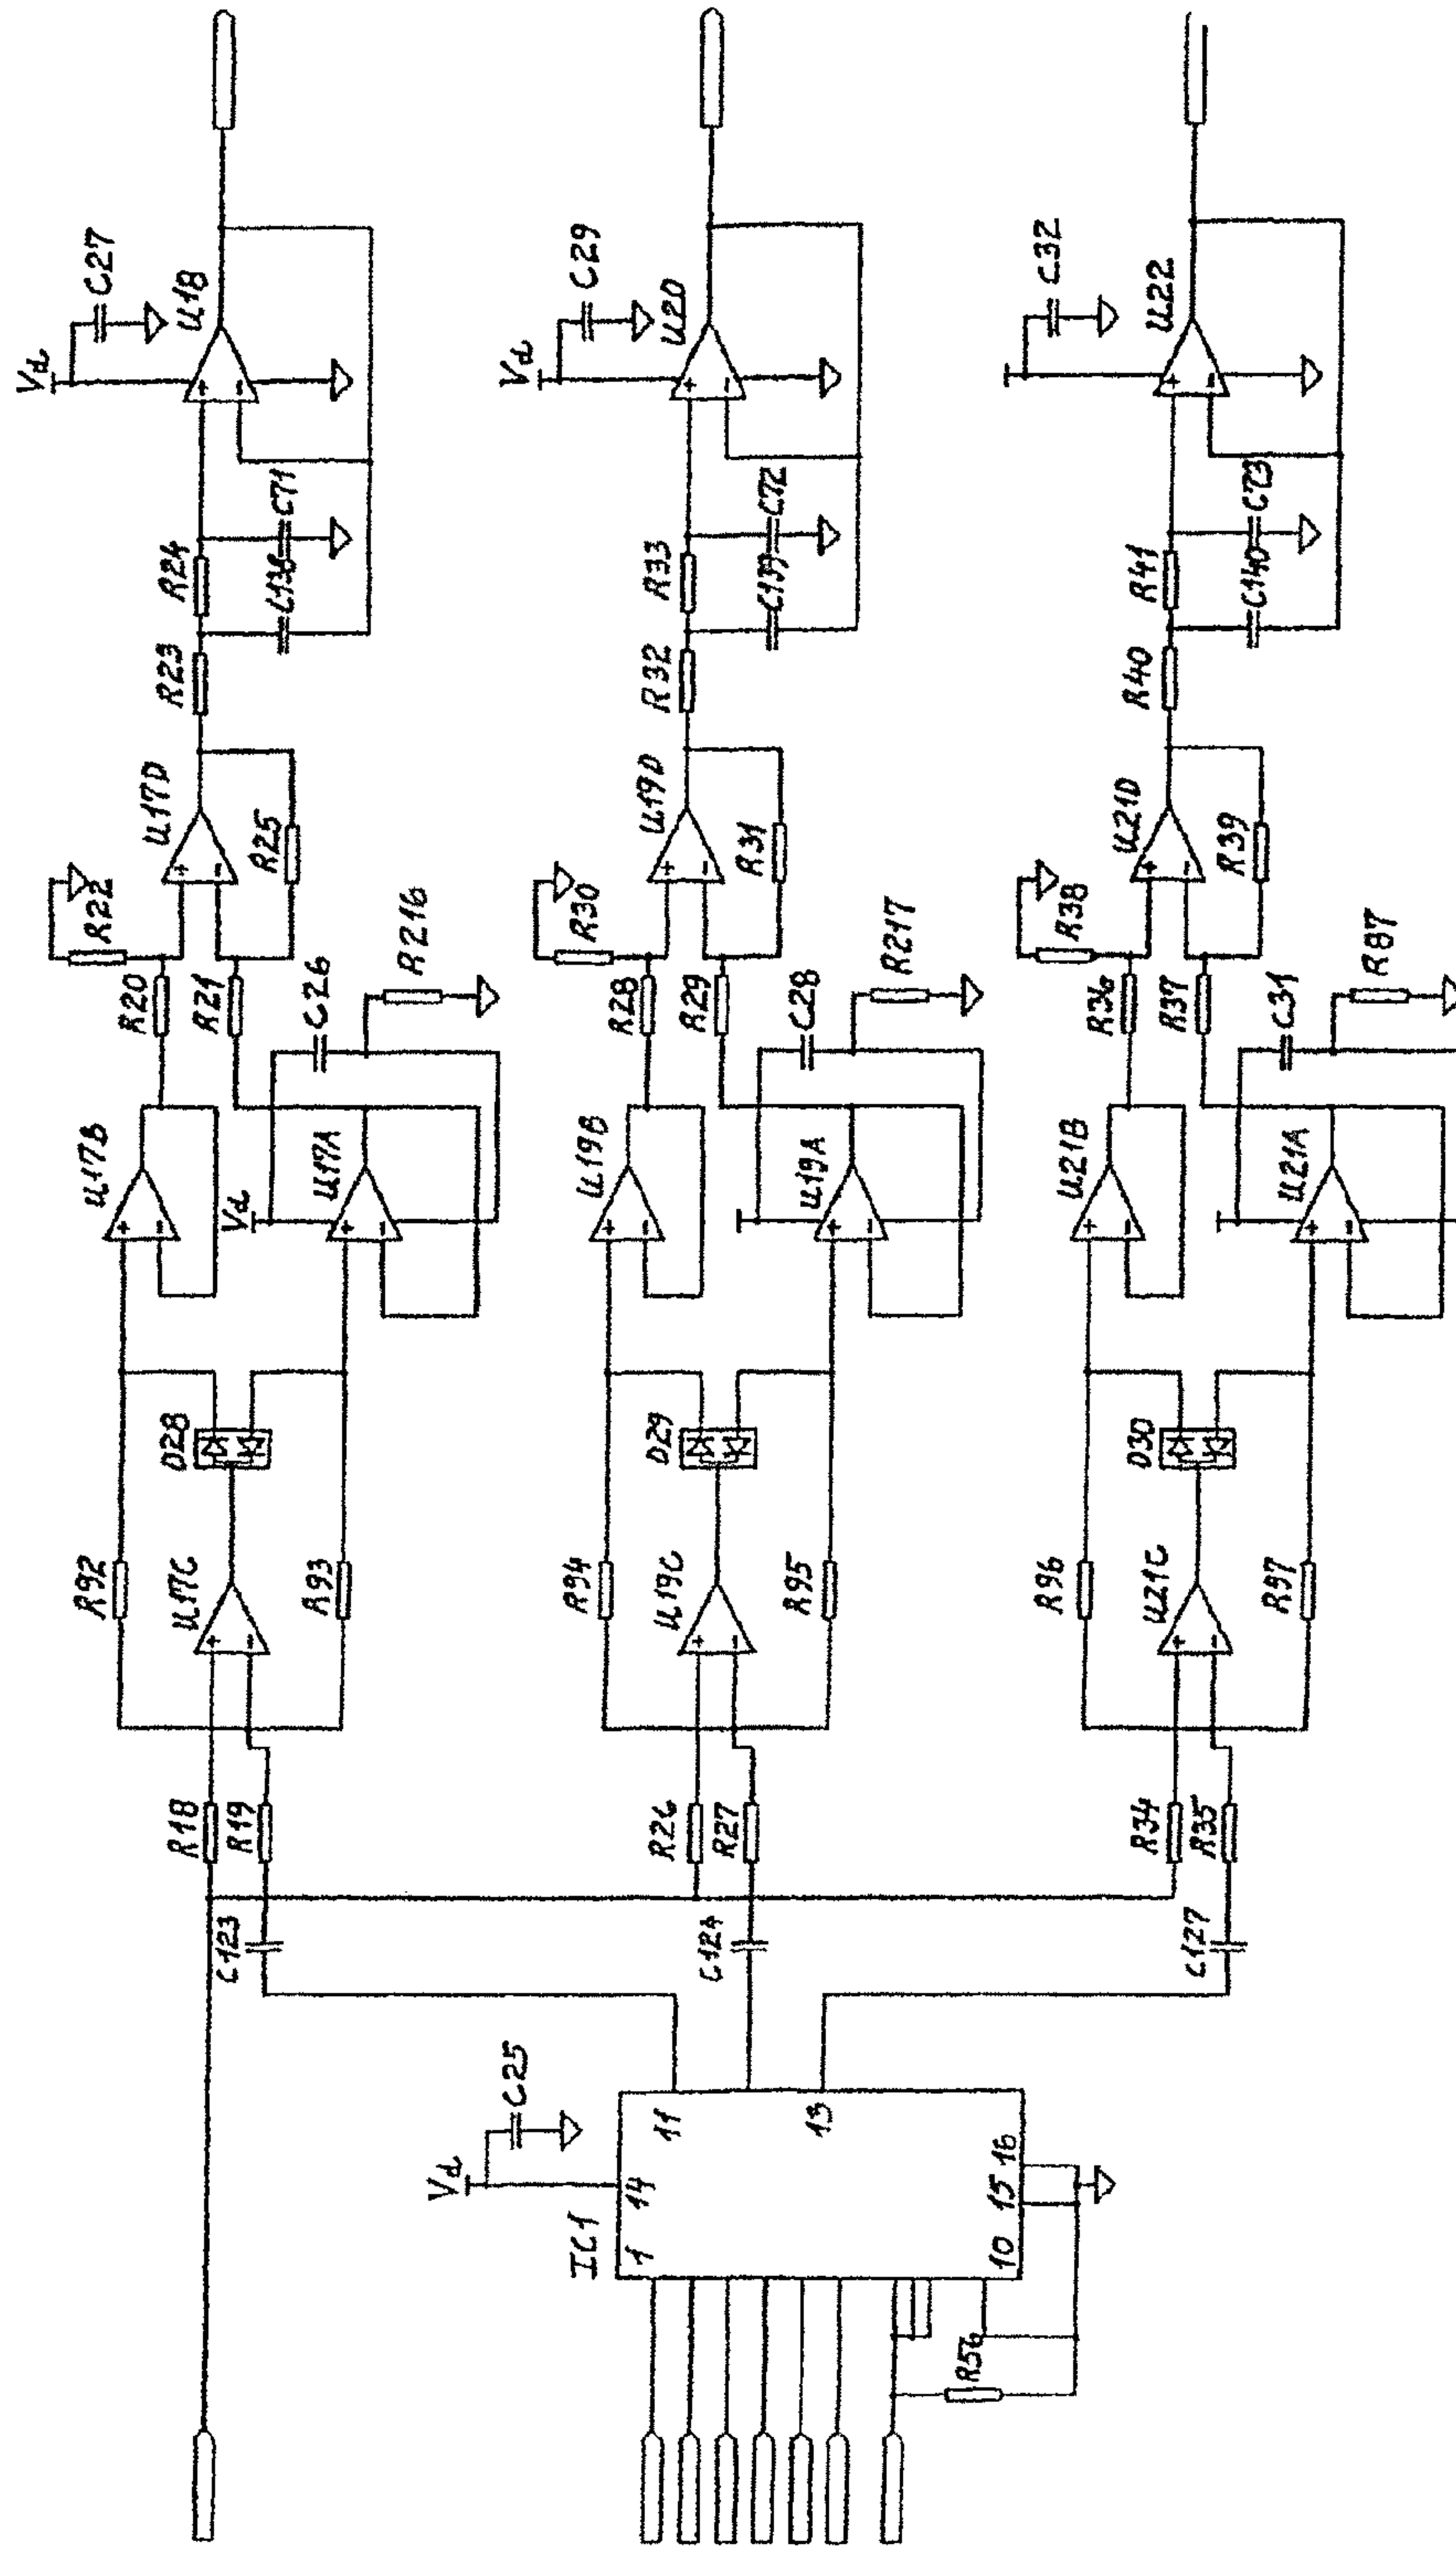 IC1
1
14
11
13
10
15
16
Vd
C25
R56
C123
C124
C127
R18
R19
R92
U17C
R93
D28
U17B
Vd
U17A
R20
R21
C26
R216
R22
U17D
R25
R23
R24
C138
C71
Vd
C27
U18
R26
R27
R94
U19C
R95
D29
U19B
U19A
R28
R29
C28
R217
R30
U19D
R31
R32
R33
C139
C72
Vd
C29
U20
R34
R35
R96
U21C
R97
D30
U21B
U21A
R36
R37
C31
R87
R38
U21D
R39
R40
R41
C140
C73
C32
U22